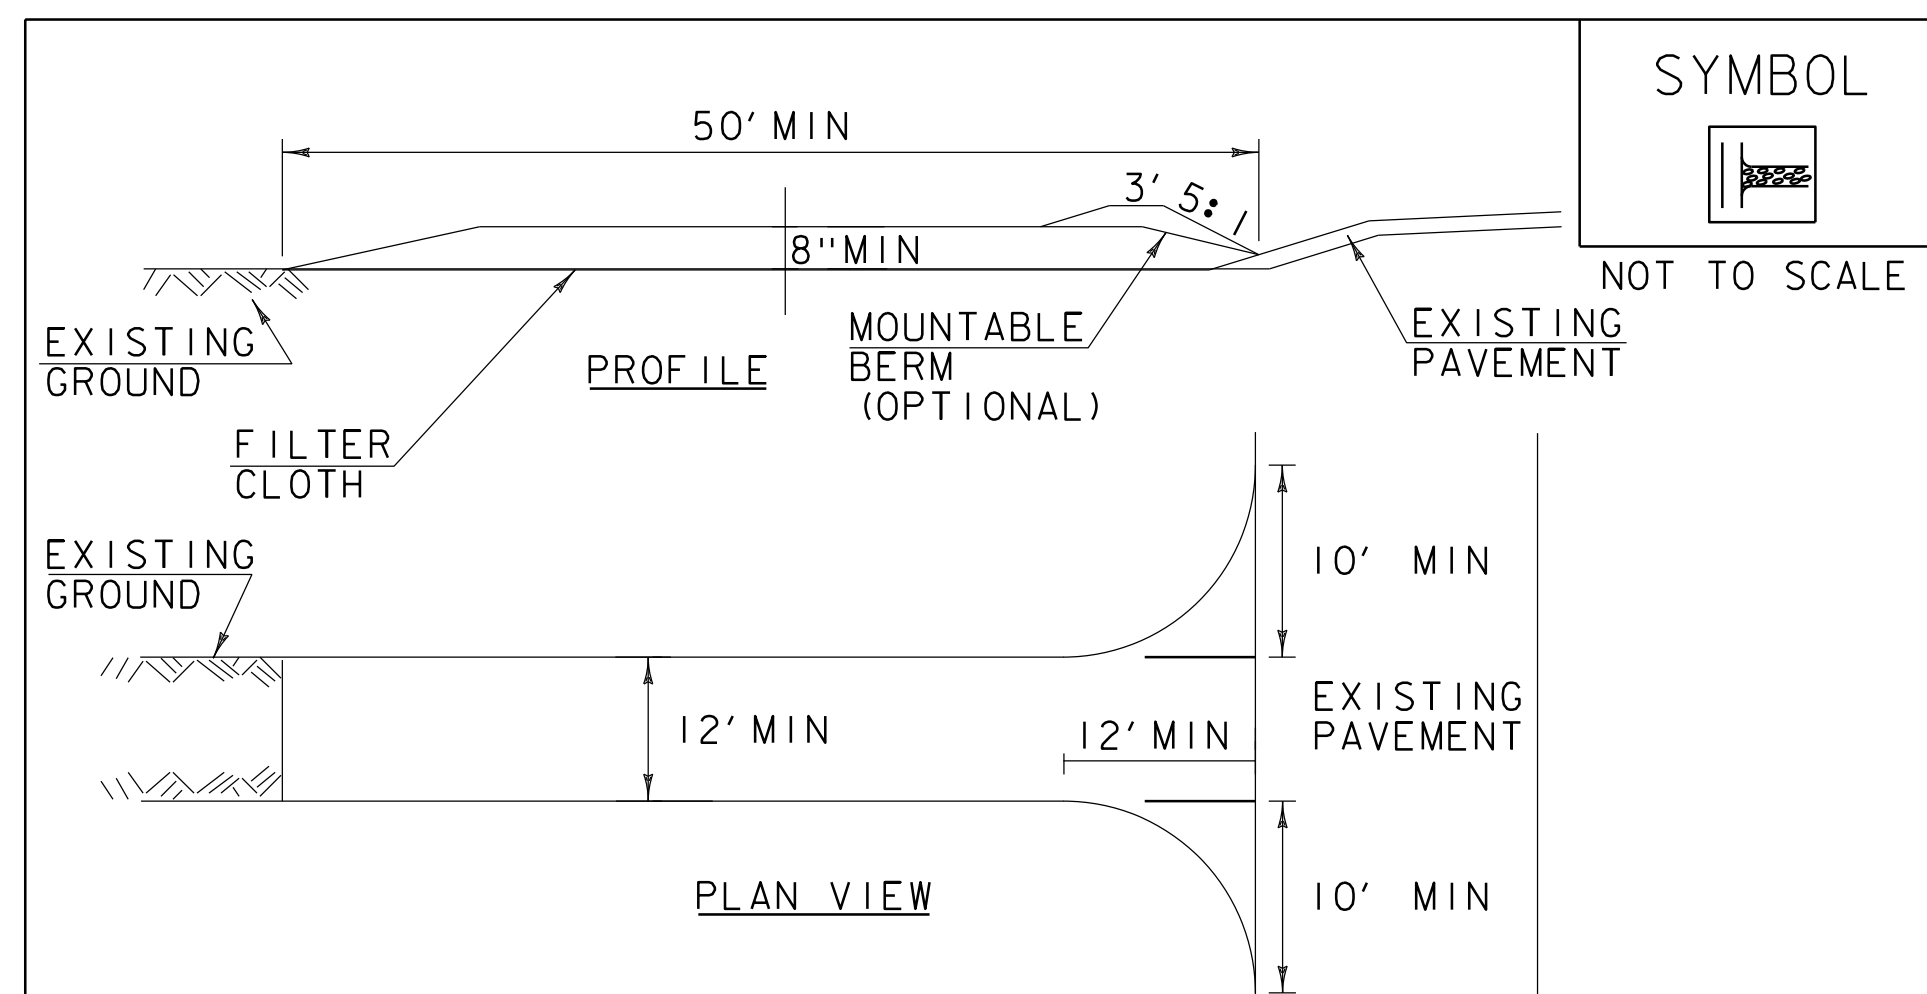 SYMBOL
50' MIN
3' 5:1
8" MIN
NOT TO SCALE
EXISTING
GROUND
PROFILE
MOUNTABLE
BERM
(OPTIONAL)
EXISTING
PAVEMENT
FILTER
CLOTH
EXISTING
GROUND
10' MIN
12' MIN
12' MIN
EXISTING
PAVEMENT
PLAN VIEW
10' MIN